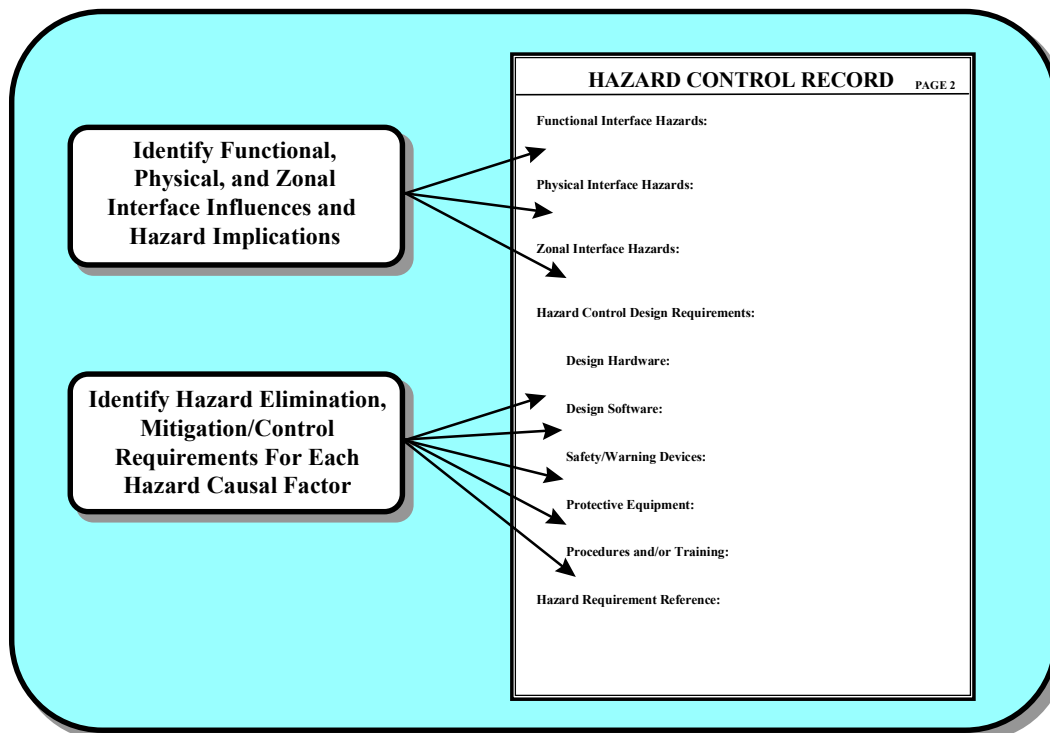 HAZARD CONTROL RECORD PAGE 2
Functional Interface Hazards:
Identify Functional,
Physical, and Zonal
Interface Influences and
Hazard Implications
Physical Interface Hazards:
Zonal Interface Hazards:
Hazard Control Design Requirements:
Design Hardware:
Identify Hazard Elimination,
Mitigation/Control
Requirements For Each
Hazard Causal Factor
Design Software:
Safety/Warning Devices:
Protective Equipment:
Procedures and/or Training:
Hazard Requirement Reference: